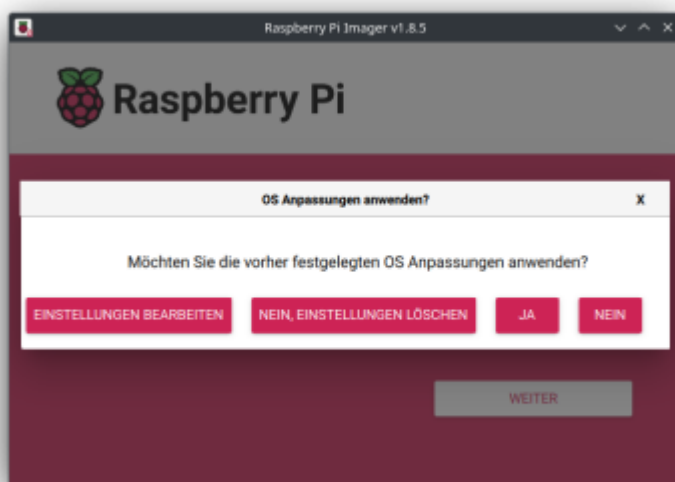 Raspberry Pi Imager v1.8.5
Raspberry Pi
OS Anpassungen anwenden?
X
Möchten Sie die vorher festgelegten OS Anpassungen anwenden?
EINSTELLUNGEN BEARBEITEN
NEIN, EINSTELLUNGEN LÖSCHEN
JA
NEIN
WEITER